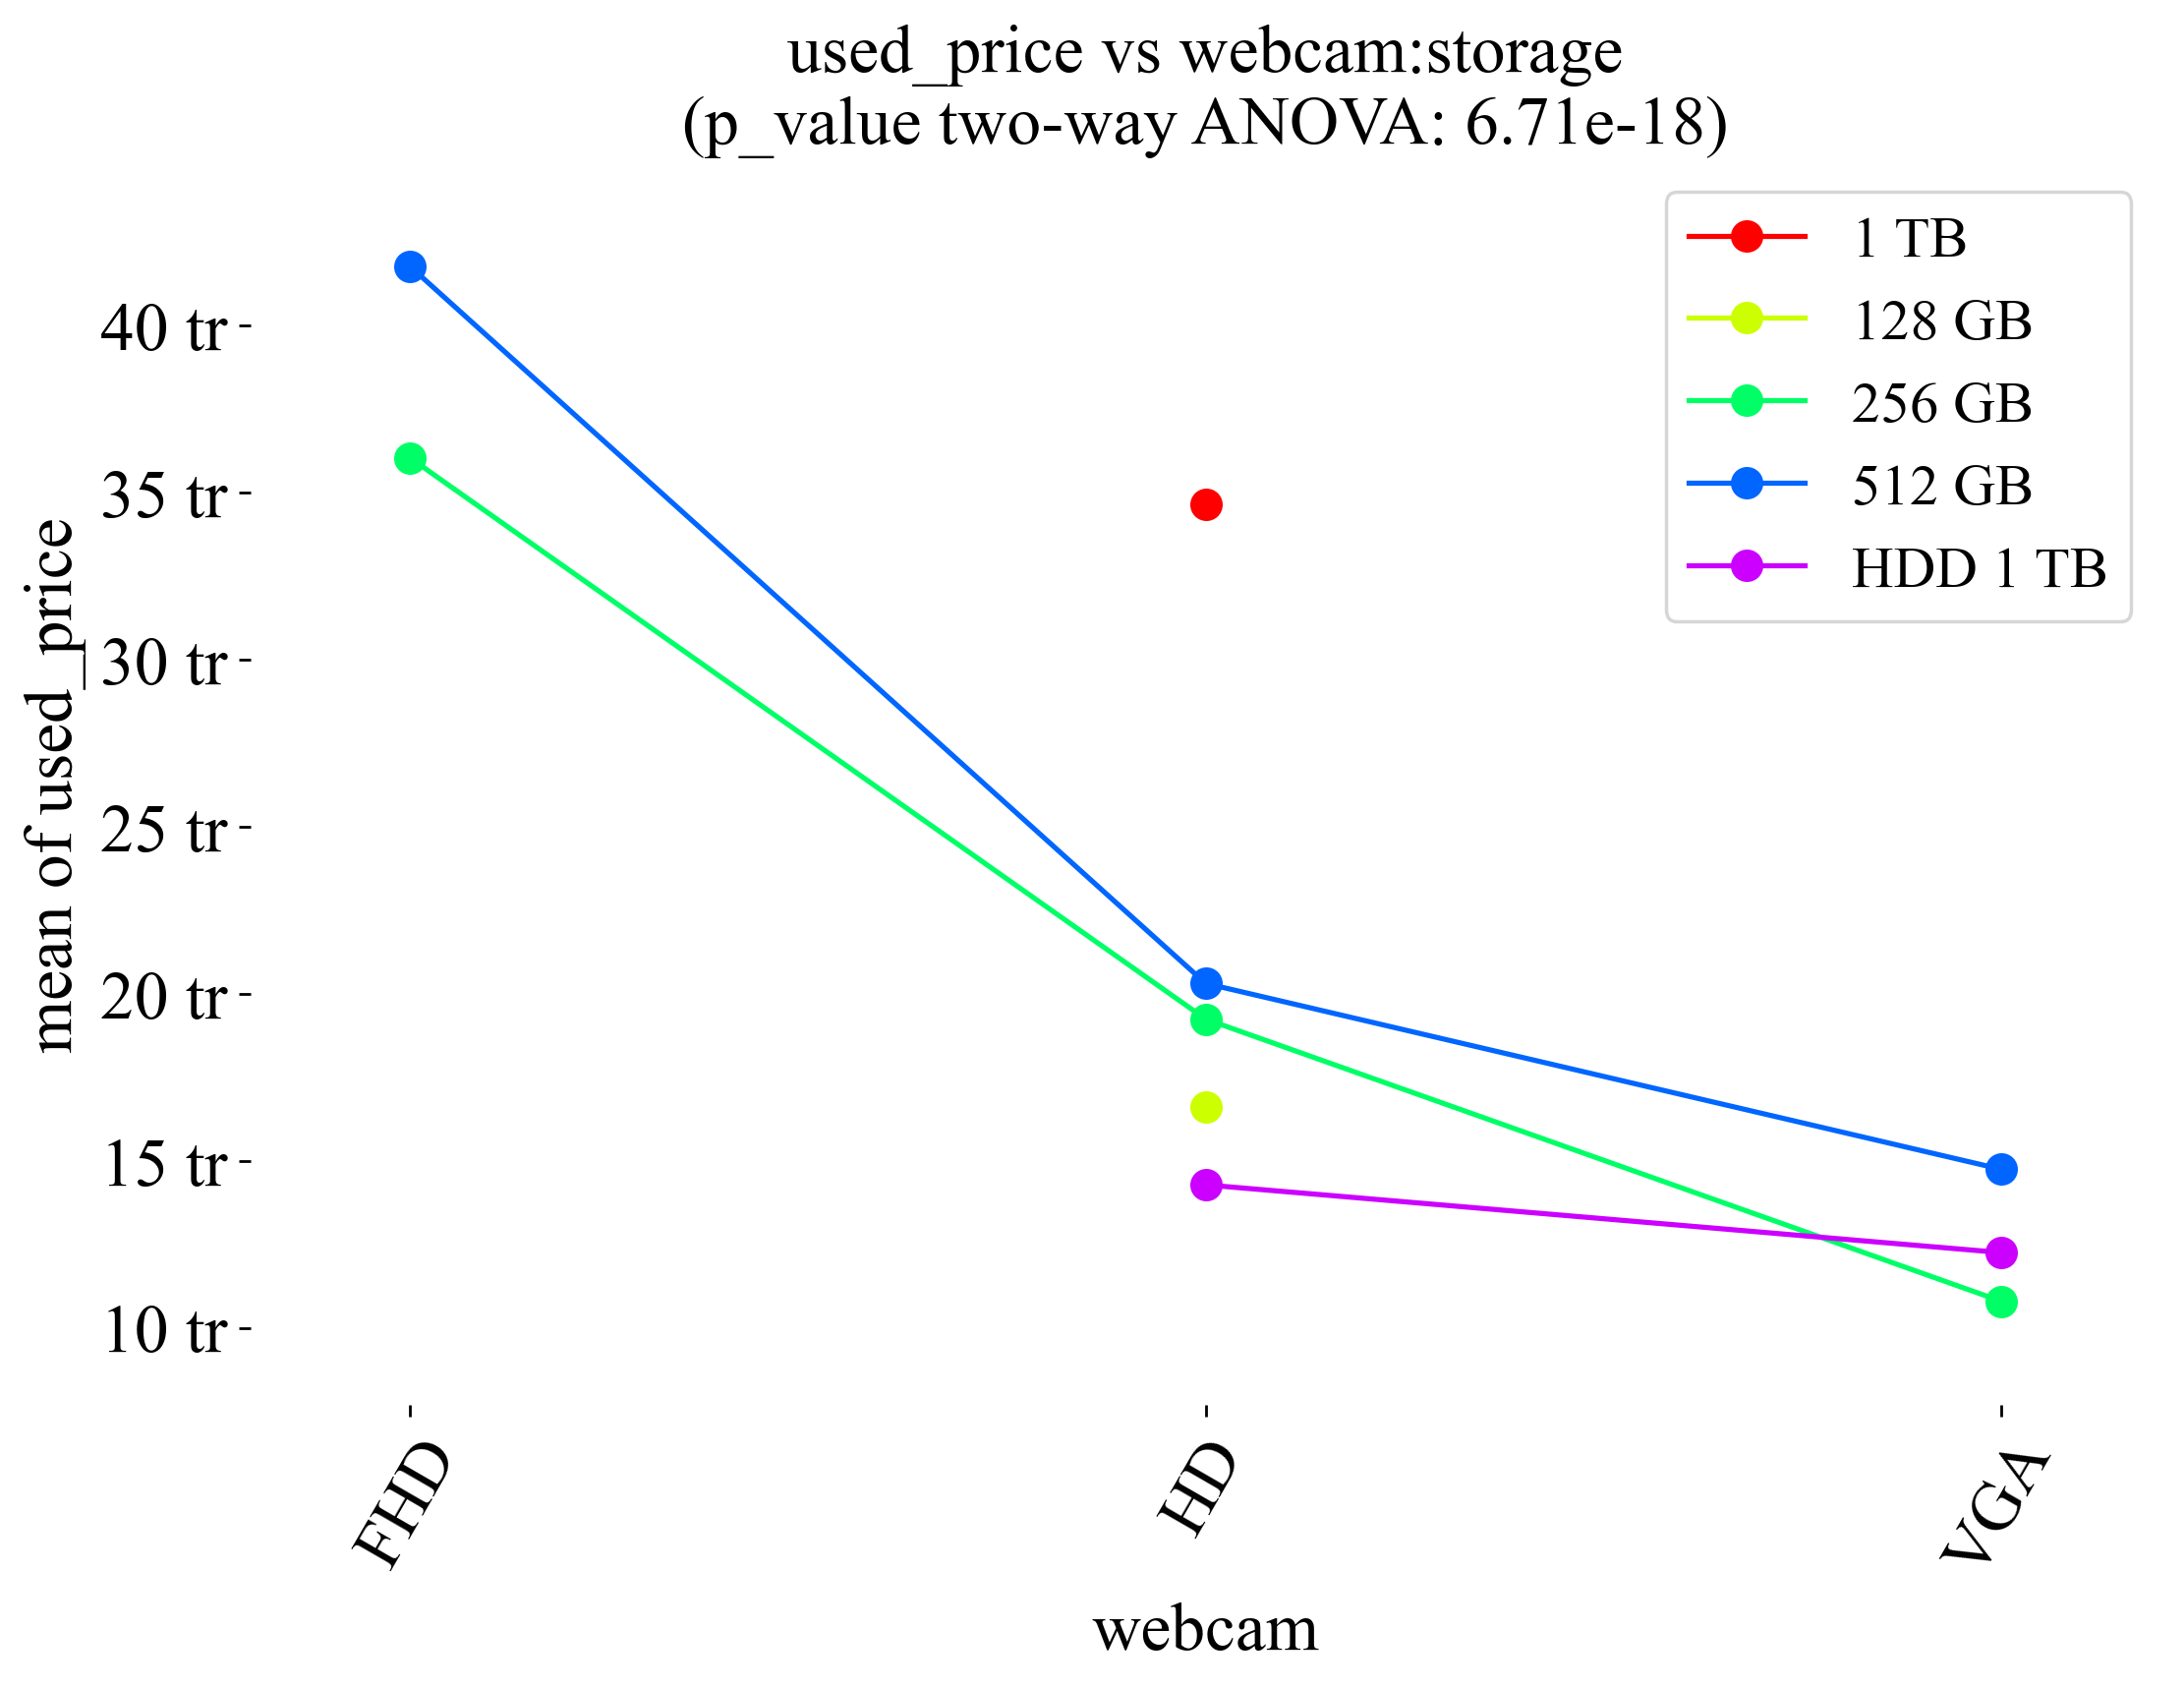 used_price vs webcam:storage
(p_value two-way ANOVA: 6.71e-18)
1 TB
128 GB
256 GB
512 GB
HDD 1 TB
mean of used_price
40 tr
35 tr
30 tr
25 tr
20 tr
15 tr
10 tr
FHD
HD
VGA
webcam